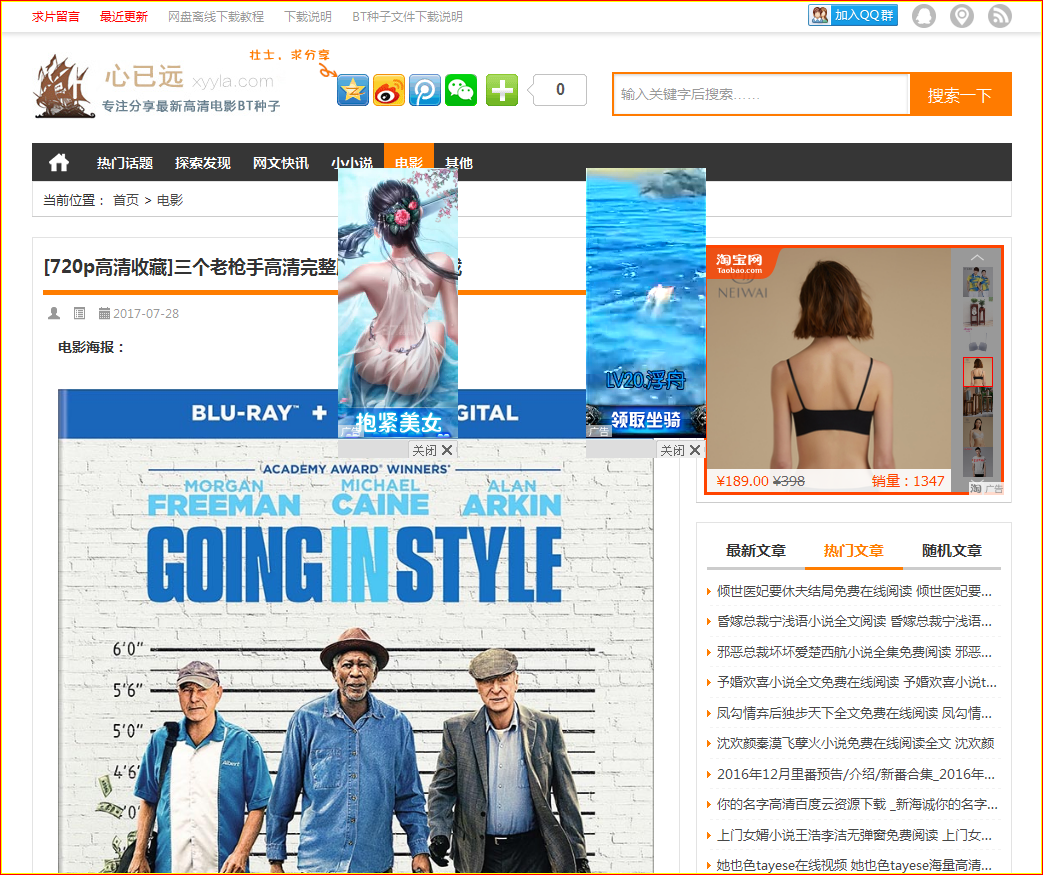 求片留言 最近更新 网盘离线下载教程 下载说明 BT种子文件下载说明
加入QQ群
壮士，求分享
心已远 xyyla.com
专注分享最新高清电影BT种子
0
输入关键字后搜索…… 搜索一下
热门话题 探索发现 网文快讯 小小说 电影 其他
当前位置： 首页 > 电影
[720p高清收藏]三个老枪手高清完整
2017-07-28
电影海报：
BLU-RAY™ + DIGITAL
ACADEMY AWARD® WINNERS
MORGAN FREEMAN
MICHAEL CAINE
ALAN ARKIN
GOING IN STYLE
6'0"
5'6"
5'0"
4'6"
Albert
抱紧美女
广告
关闭
LV20.浮舟
领取坐骑
广告
关闭
淘宝网
Taobao.com
NEIWAI
¥189.00 ¥398 销量：1347
淘 广告
最新文章 热门文章 随机文章
倾世医妃要休夫结局免费在线阅读 倾世医妃要...
昏嫁总裁宁浅语小说全文阅读 昏嫁总裁宁浅语...
邪恶总裁坏坏爱楚西航小说全集免费阅读 邪恶...
予婚欢喜小说全文免费在线阅读 予婚欢喜小说t...
凤勾情弃后独步天下全文免费在线阅读 凤勾情...
沈欢颜秦漠飞孽火小说免费在线阅读全文 沈欢颜
2016年12月里番预告/介绍/新番合集_2016年...
你的名字高清百度云资源下载 _新海诚你的名字...
上门女婿小说王浩李洁无弹窗免费阅读 上门女...
她也色tayese在线视频 她也色tayese海量高清...